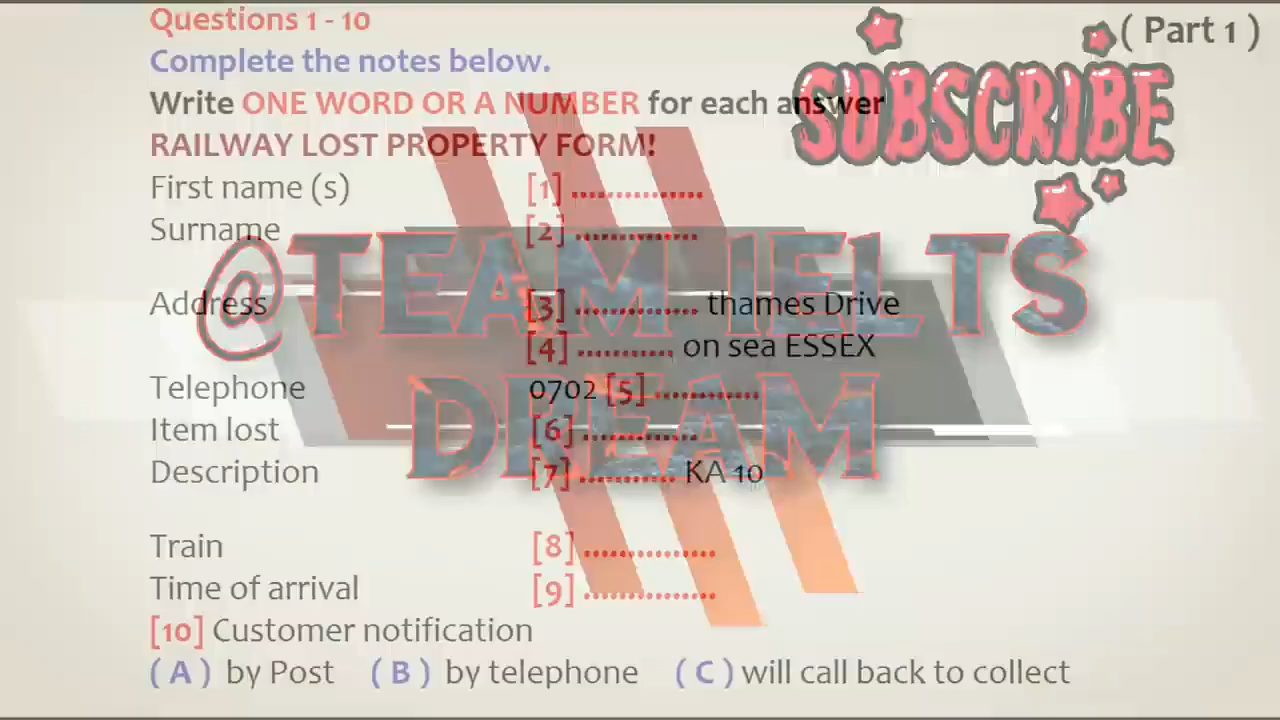 Questions 1 - 10
( Part 1 )
Complete the notes below.
SUBSCRIBE
Write ONE WORD OR A NUMBER for each answer
RAILWAY LOST PROPERTY FORM!
First name (s) [1] ...............
Surname [2] ..............
@TEAM IELTS
DREAM
Address [3] .............. thames Drive
[4] ........... on sea ESSEX
Telephone 0702 [5] ............
Item lost [6] .............
Description [7] ........... KA 10
Train [8] ...............
Time of arrival [9] ...............
[10] Customer notification
( A ) by Post ( B ) by telephone ( C ) will call back to collect